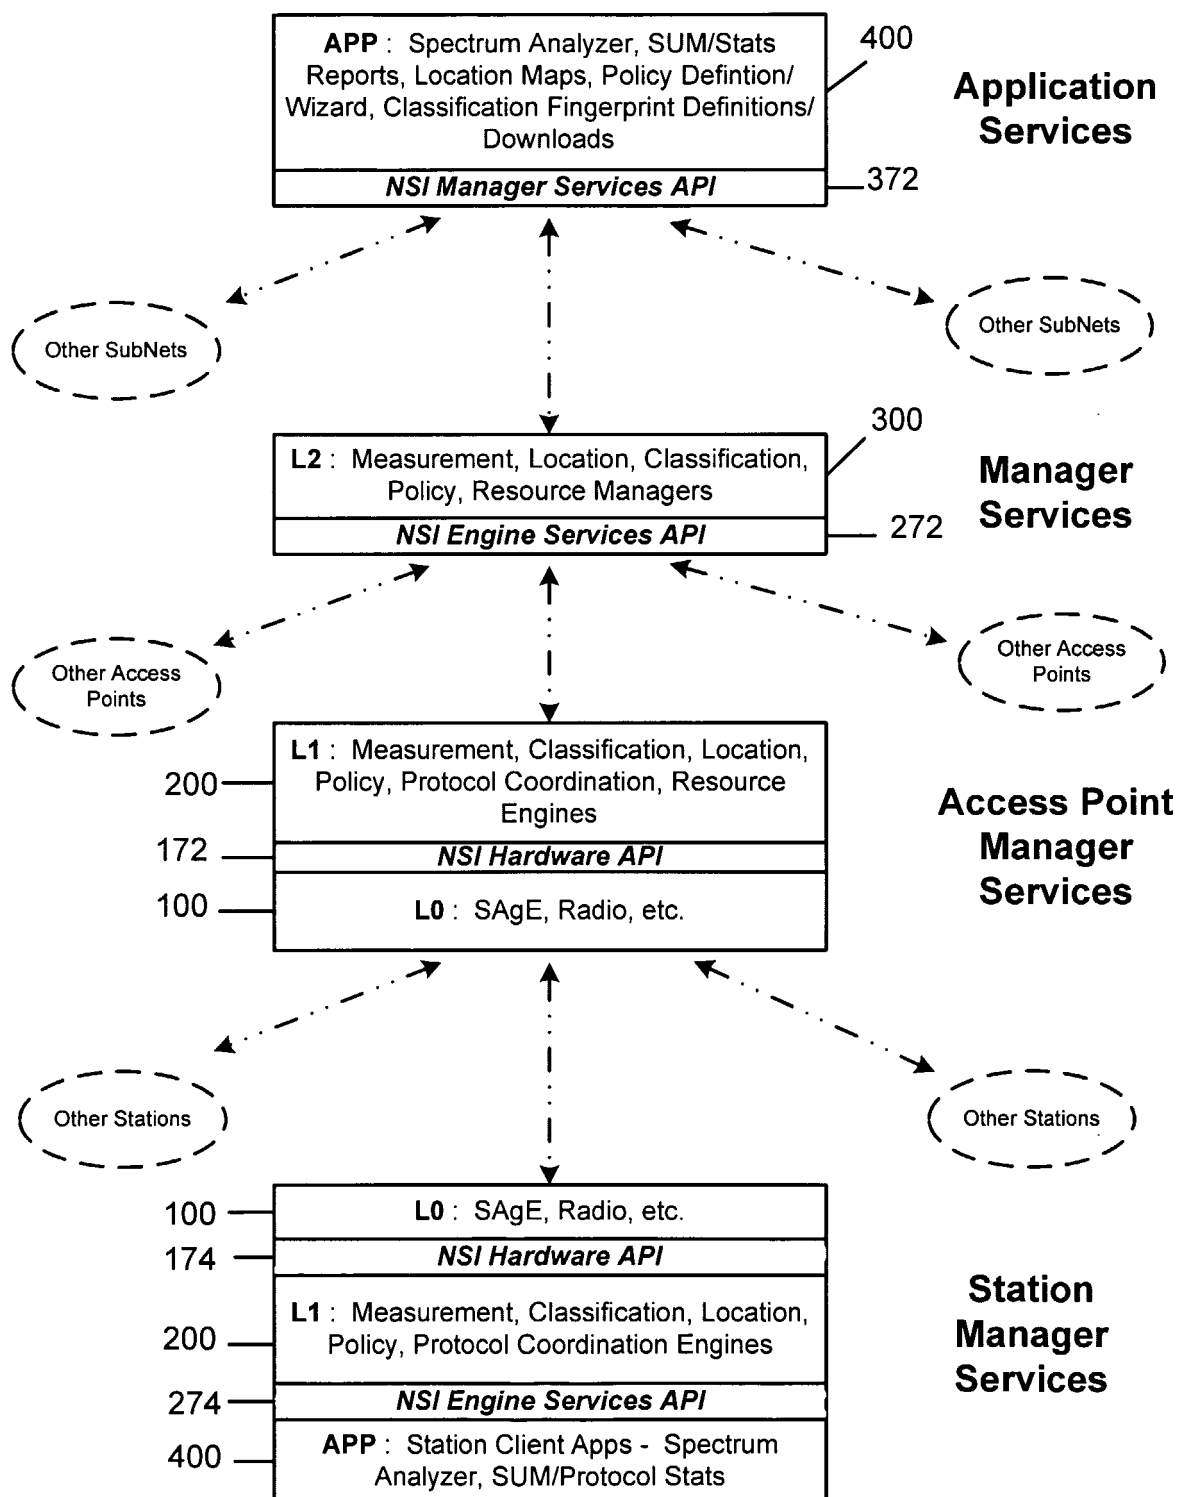 APP : Spectrum Analyzer, SUM/Stats
Reports, Location Maps, Policy Defintion/
Wizard, Classification Fingerprint Definitions/
Downloads
NSI Manager Services API
400
372
Application
Services
Other SubNets
Other SubNets
L2 : Measurement, Location, Classification,
Policy, Resource Managers
NSI Engine Services API
300
272
Manager
Services
Other Access
Points
Other Access
Points
L1 : Measurement, Classification, Location,
Policy, Protocol Coordination, Resource
Engines
NSI Hardware API
L0 : SAgE, Radio, etc.
200
172
100
Access Point
Manager
Services
Other Stations
Other Stations
100
L0 : SAgE, Radio, etc.
174
NSI Hardware API
200
L1 : Measurement, Classification, Location,
Policy, Protocol Coordination Engines
274
NSI Engine Services API
400
APP : Station Client Apps - Spectrum
Analyzer, SUM/Protocol Stats
Station
Manager
Services